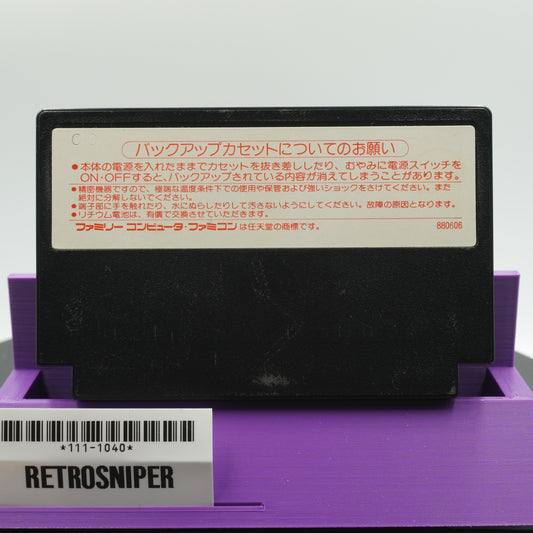 バックアップカセットについてのお願い
●本体の電源を入れたままでカセットを抜き差ししたり、むやみに電源スイッチを
ON・OFFすると、バックアップされている内容が消えてしまうことがあります。
●精密機器ですので、極端な温度条件下での使用や保管および強いショックをさけてください。また
絶対に分解しないでください。
●端子部に手を触れたり、水にぬらしたりして汚さないようにしてください。故障の原因となります。
●リチウム電池は、有償で交換させていただきます。
ファミリーコンピュータ・ファミコンは任天堂の商標です。
880606
*111-1040*
RETROSNIPER